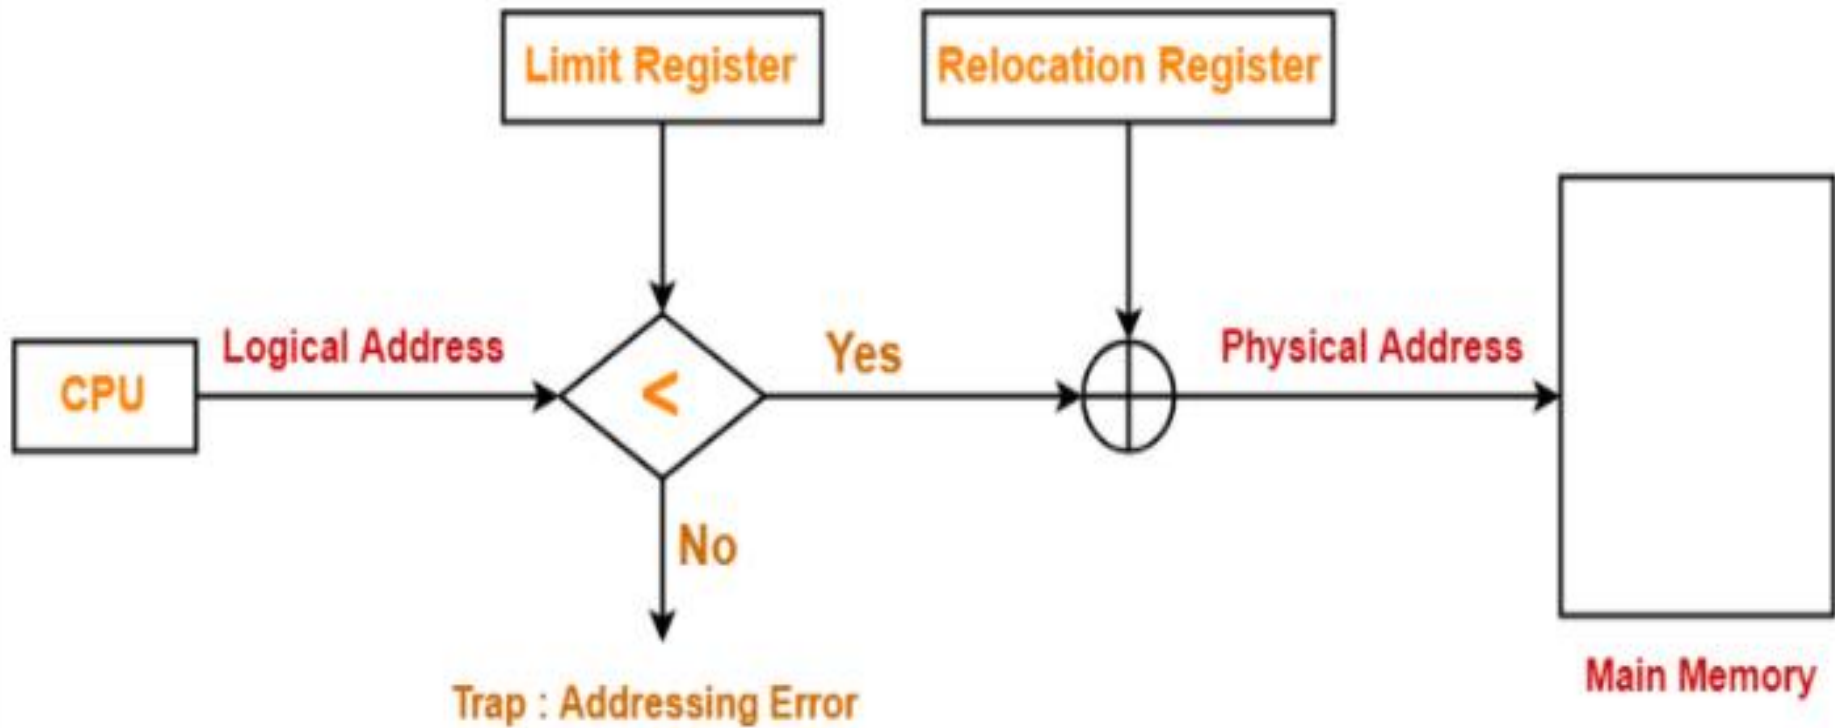 Limit Register
Relocation Register
Logical Address
Yes
Physical Address
CPU
<
No
Main Memory
Trap : Addressing Error